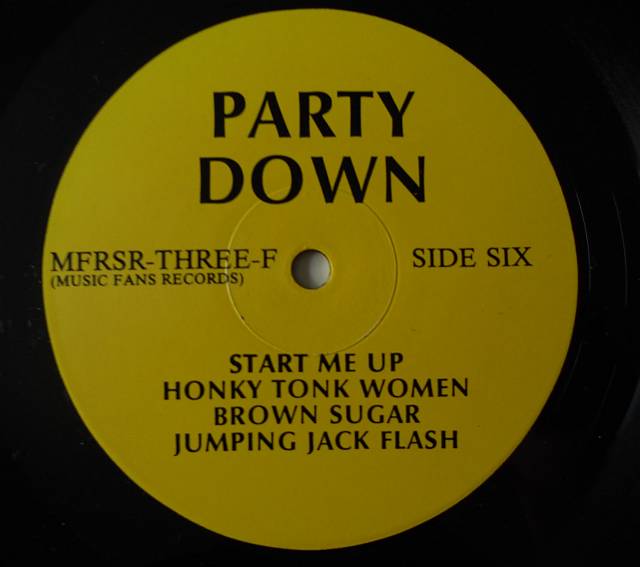 PARTY
DOWN
MFRSR-THREE-F
(MUSIC FANS RECORDS)
SIDE SIX
START ME UP
HONKY TONK WOMEN
BROWN SUGAR
JUMPING JACK FLASH